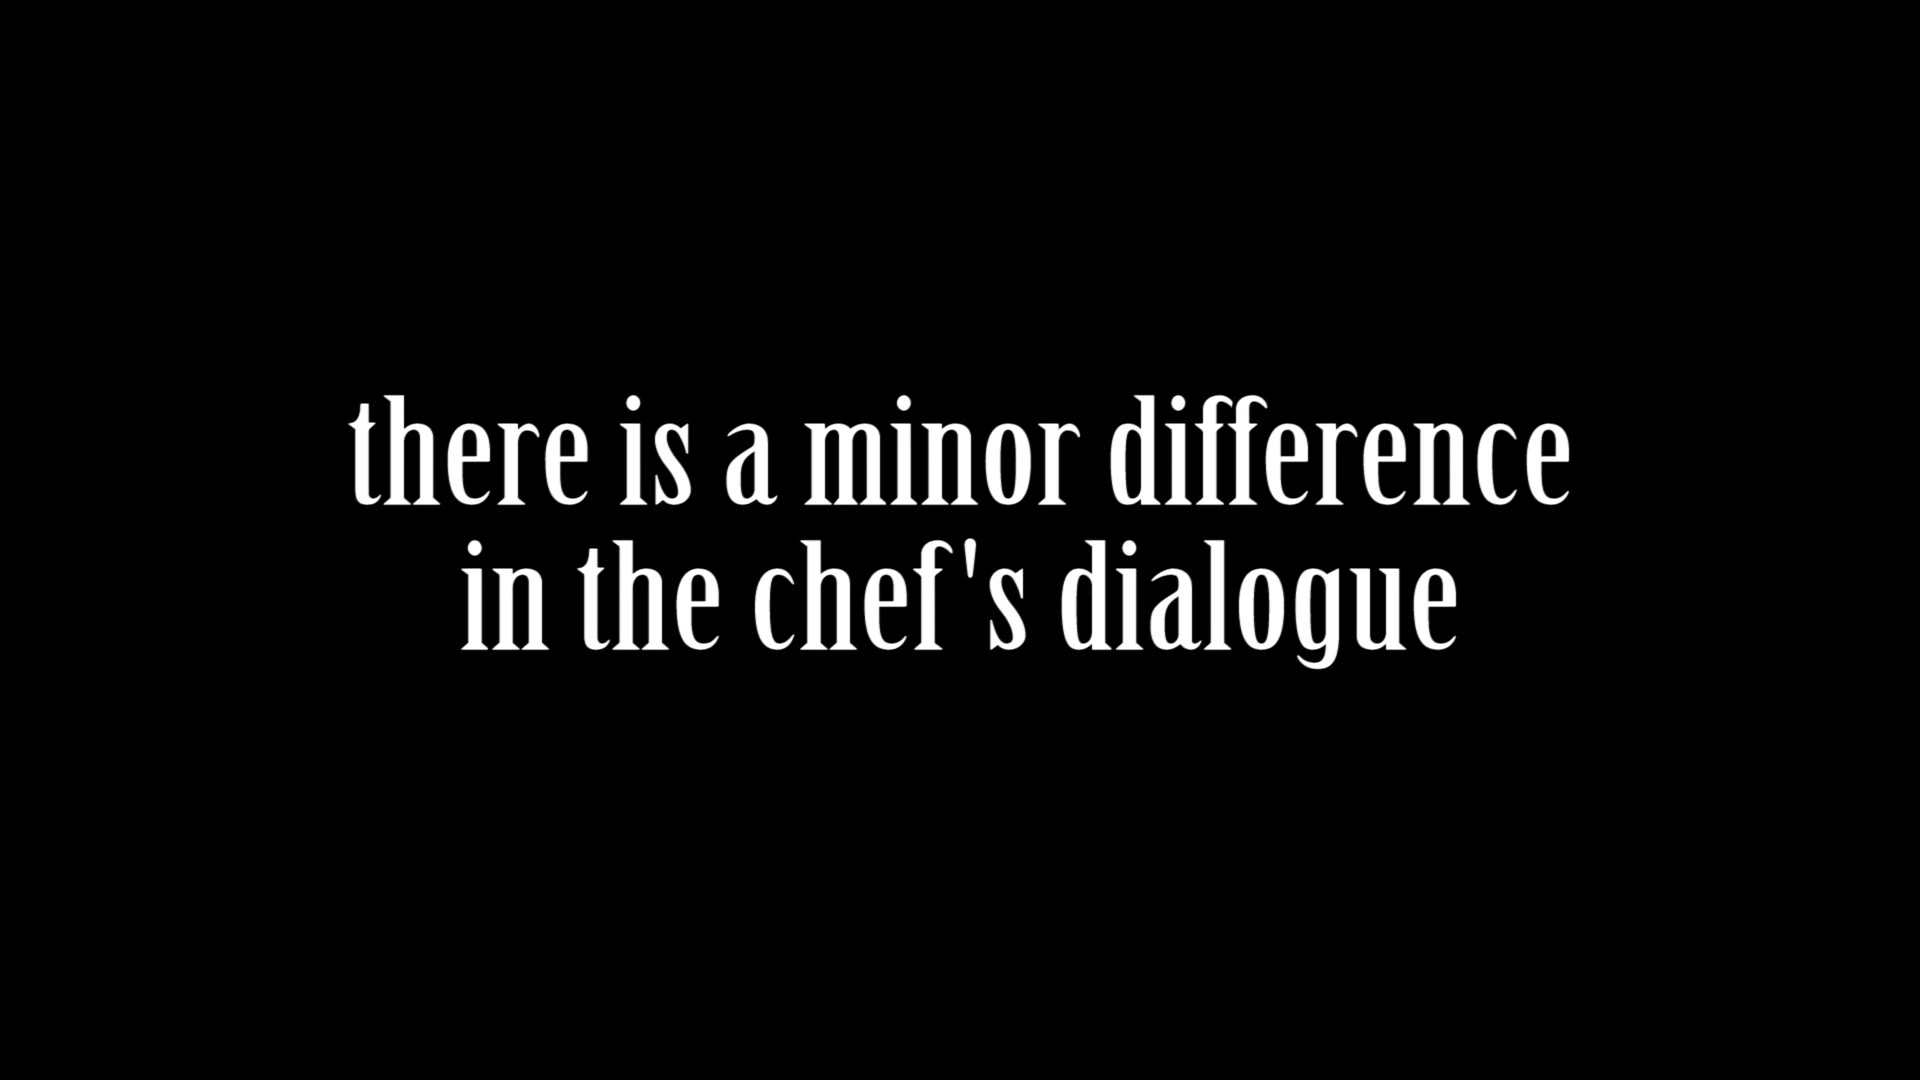 there is a minor difference
in the chef's dialogue